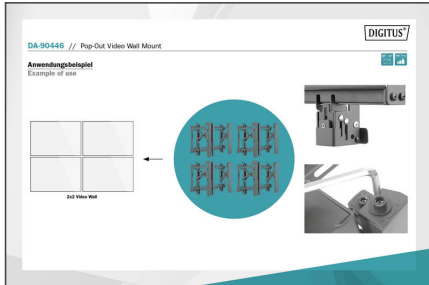 DIGITUS®
DA-90446 // Pop-Out Video Wall Mount
Anwendungsbeispiel
Example of use
2x2 Video Wall